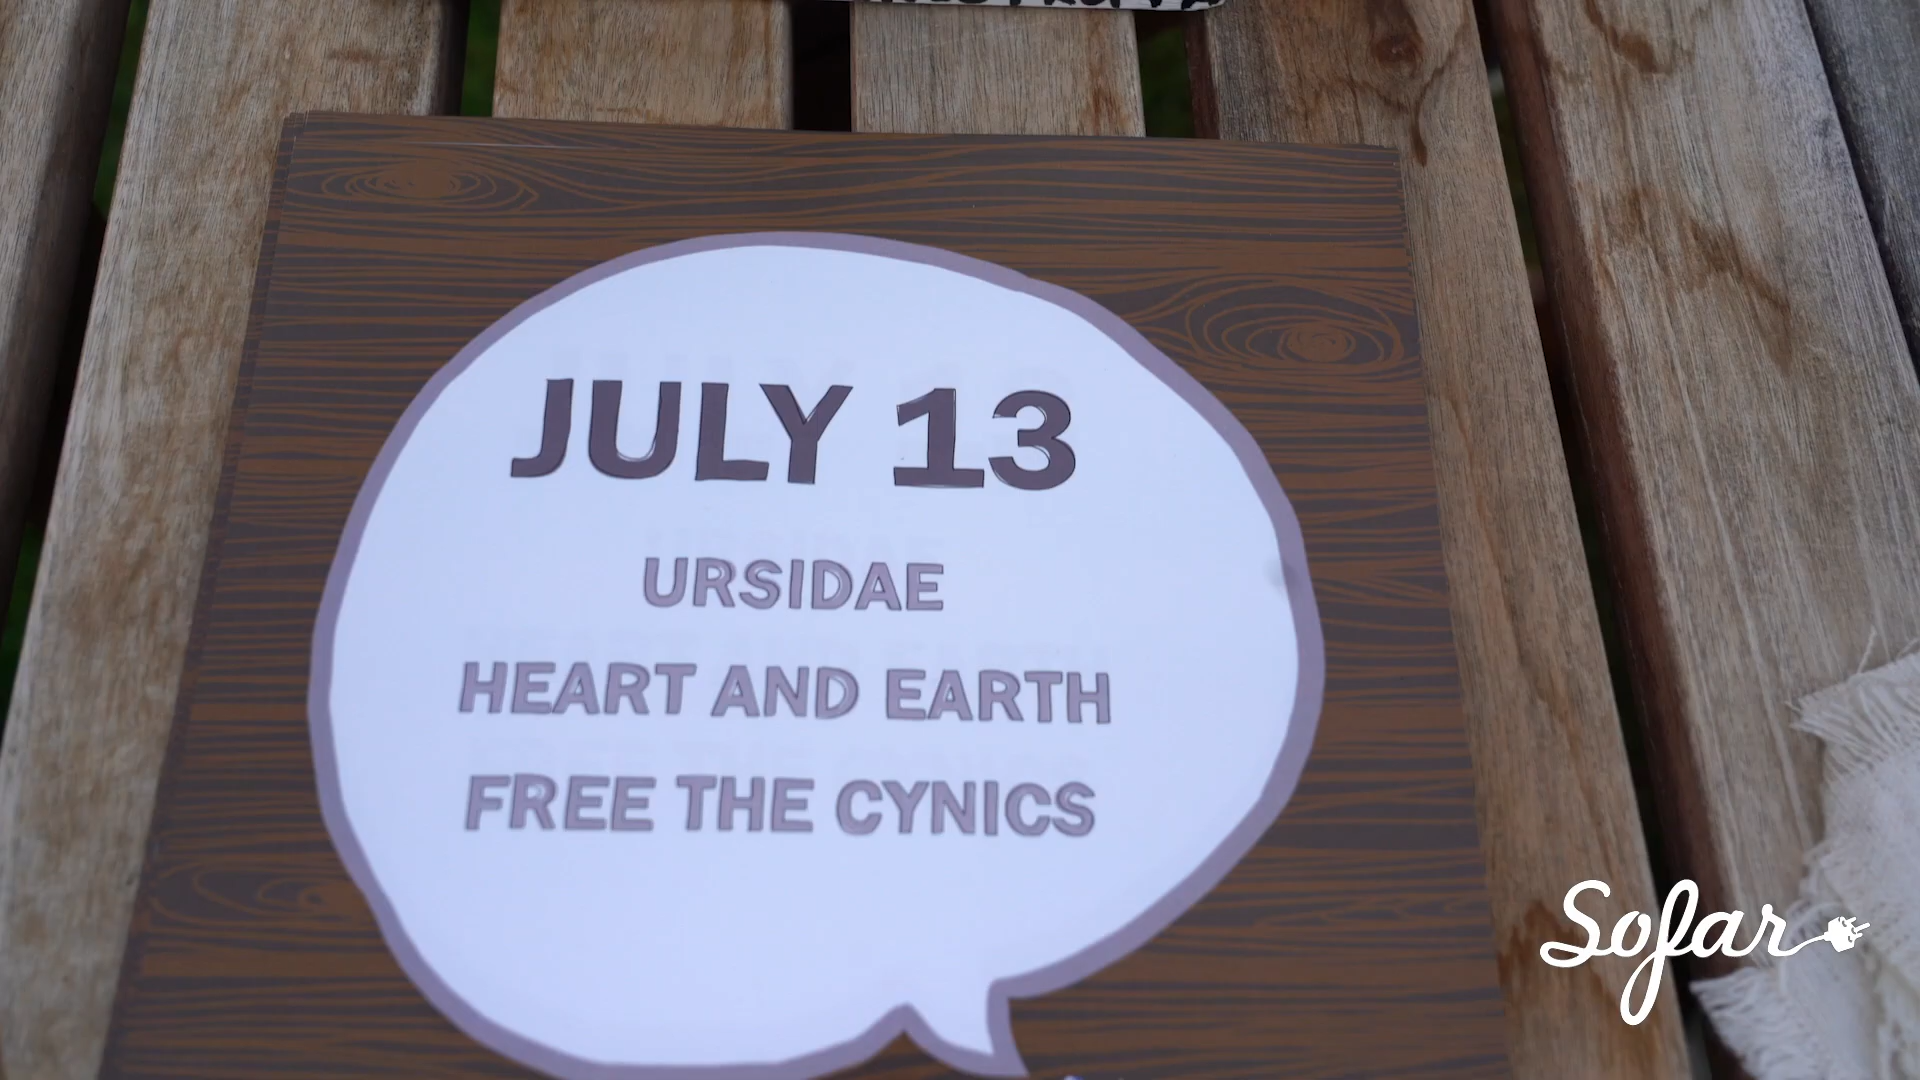 JULY 13
URSIDAE
HEART AND EARTH
FREE THE CYNICS
Sofar